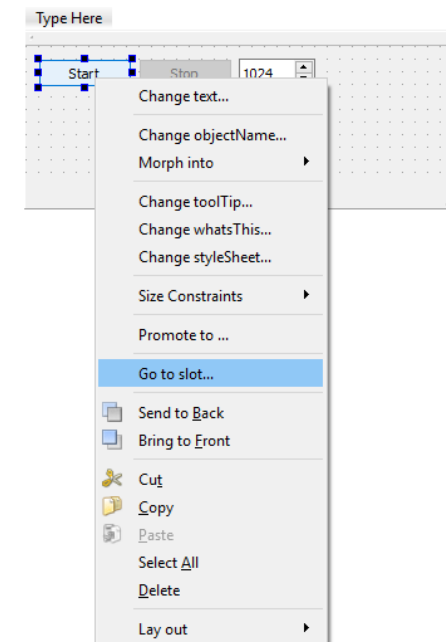 Type Here
Start
Stop
1024
Change text...
Change objectName...
Morph into
Change toolTip...
Change whatsThis...
Change styleSheet...
Size Constraints
Promote to ...
Go to slot...
Send to Back
Bring to Front
Cut
Copy
Paste
Select All
Delete
Lay out